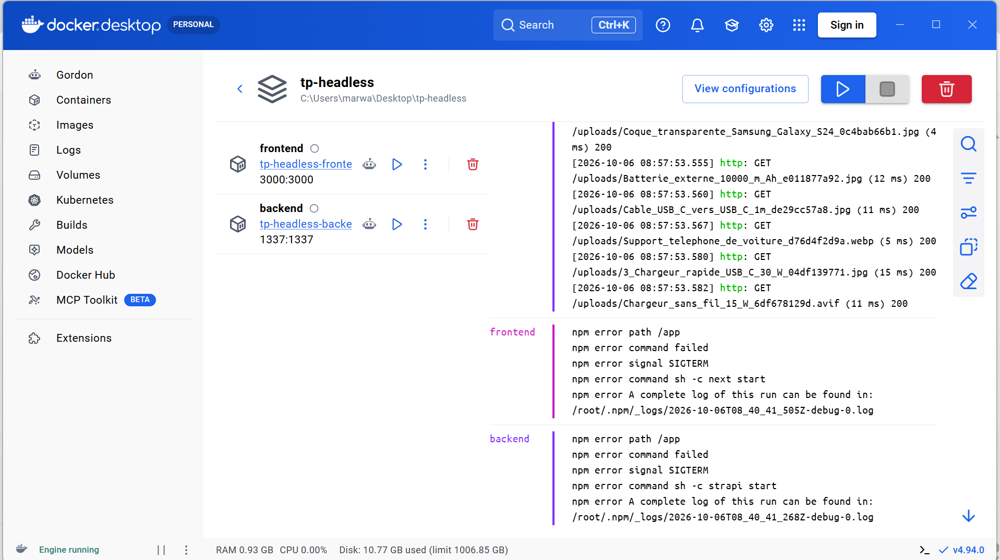 docker desktop
PERSONAL
Search
Ctrl+K
Sign in
Gordon
Containers
Images
Logs
Volumes
Kubernetes
Builds
Models
Docker Hub
MCP Toolkit BETA
Extensions
tp-headless
C:\Users\marwa\Desktop\tp-headless
View configurations
frontend
tp-headless-fronte
3000:3000
backend
tp-headless-backe
1337:1337
/uploads/Coque_transparente_Samsung_Galaxy_S24_0c4bab66b1.jpg (4
ms) 200
[2026-10-06 08:57:53.555] http: GET
/uploads/Batterie_externe_10000_m_Ah_e011877a92.jpg (12 ms) 200
[2026-10-06 08:57:53.560] http: GET
/uploads/Cable_USB_C_vers_USB_C_1m_de29cc57a8.jpg (11 ms) 200
[2026-10-06 08:57:53.567] http: GET
/uploads/Support_telephone_de_voiture_d76d4f2d9a.webp (5 ms) 200
[2026-10-06 08:57:53.580] http: GET
/uploads/3_Chargeur_rapide_USB_C_30_W_04df139771.jpg (15 ms) 200
[2026-10-06 08:57:53.582] http: GET
/uploads/Chargeur_sans_fil_15_W_6df678129d.avif (11 ms) 200
frontend
npm error path /app
npm error command failed
npm error signal SIGTERM
npm error command sh -c next start
npm error A complete log of this run can be found in:
/root/.npm/_logs/2026-10-06T08_40_41_505Z-debug-0.log
backend
npm error path /app
npm error command failed
npm error signal SIGTERM
npm error command sh -c strapi start
npm error A complete log of this run can be found in:
/root/.npm/_logs/2026-10-06T08_40_41_268Z-debug-0.log
Engine running
RAM 0.93 GB CPU 0.00% Disk: 10.77 GB used (limit 1006.85 GB)
v4.94.0